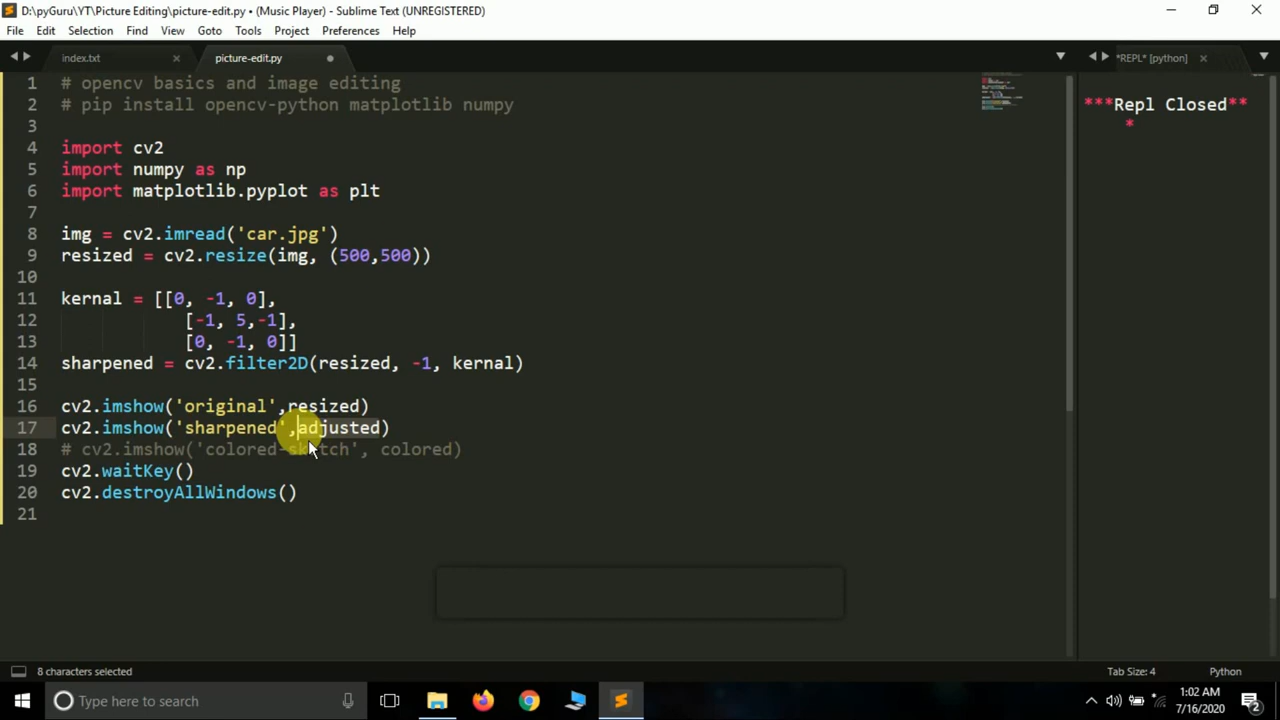 D:\pyGuru\YT\Picture Editing\picture-edit.py • (Music Player) - Sublime Text (UNREGISTERED)
File Edit Selection Find View Goto Tools Project Preferences Help
index.txt picture-edit.py *REPL* [python]
1 # opencv basics and image editing
2 # pip install opencv-python matplotlib numpy
3
4 import cv2
5 import numpy as np
6 import matplotlib.pyplot as plt
7
8 img = cv2.imread('car.jpg')
9 resized = cv2.resize(img, (500,500))
10
11 kernal = [[0, -1, 0],
12 [-1, 5,-1],
13 [0, -1, 0]]
14 sharpened = cv2.filter2D(resized, -1, kernal)
15
16 cv2.imshow('original',resized)
17 cv2.imshow('sharpened',adjusted)
18 # cv2.imshow('colored-sketch', colored)
19 cv2.waitKey()
20 cv2.destroyAllWindows()
21
***Repl Closed**
*
8 characters selected Tab Size: 4 Python
Type here to search
1:02 AM
7/16/2020
2